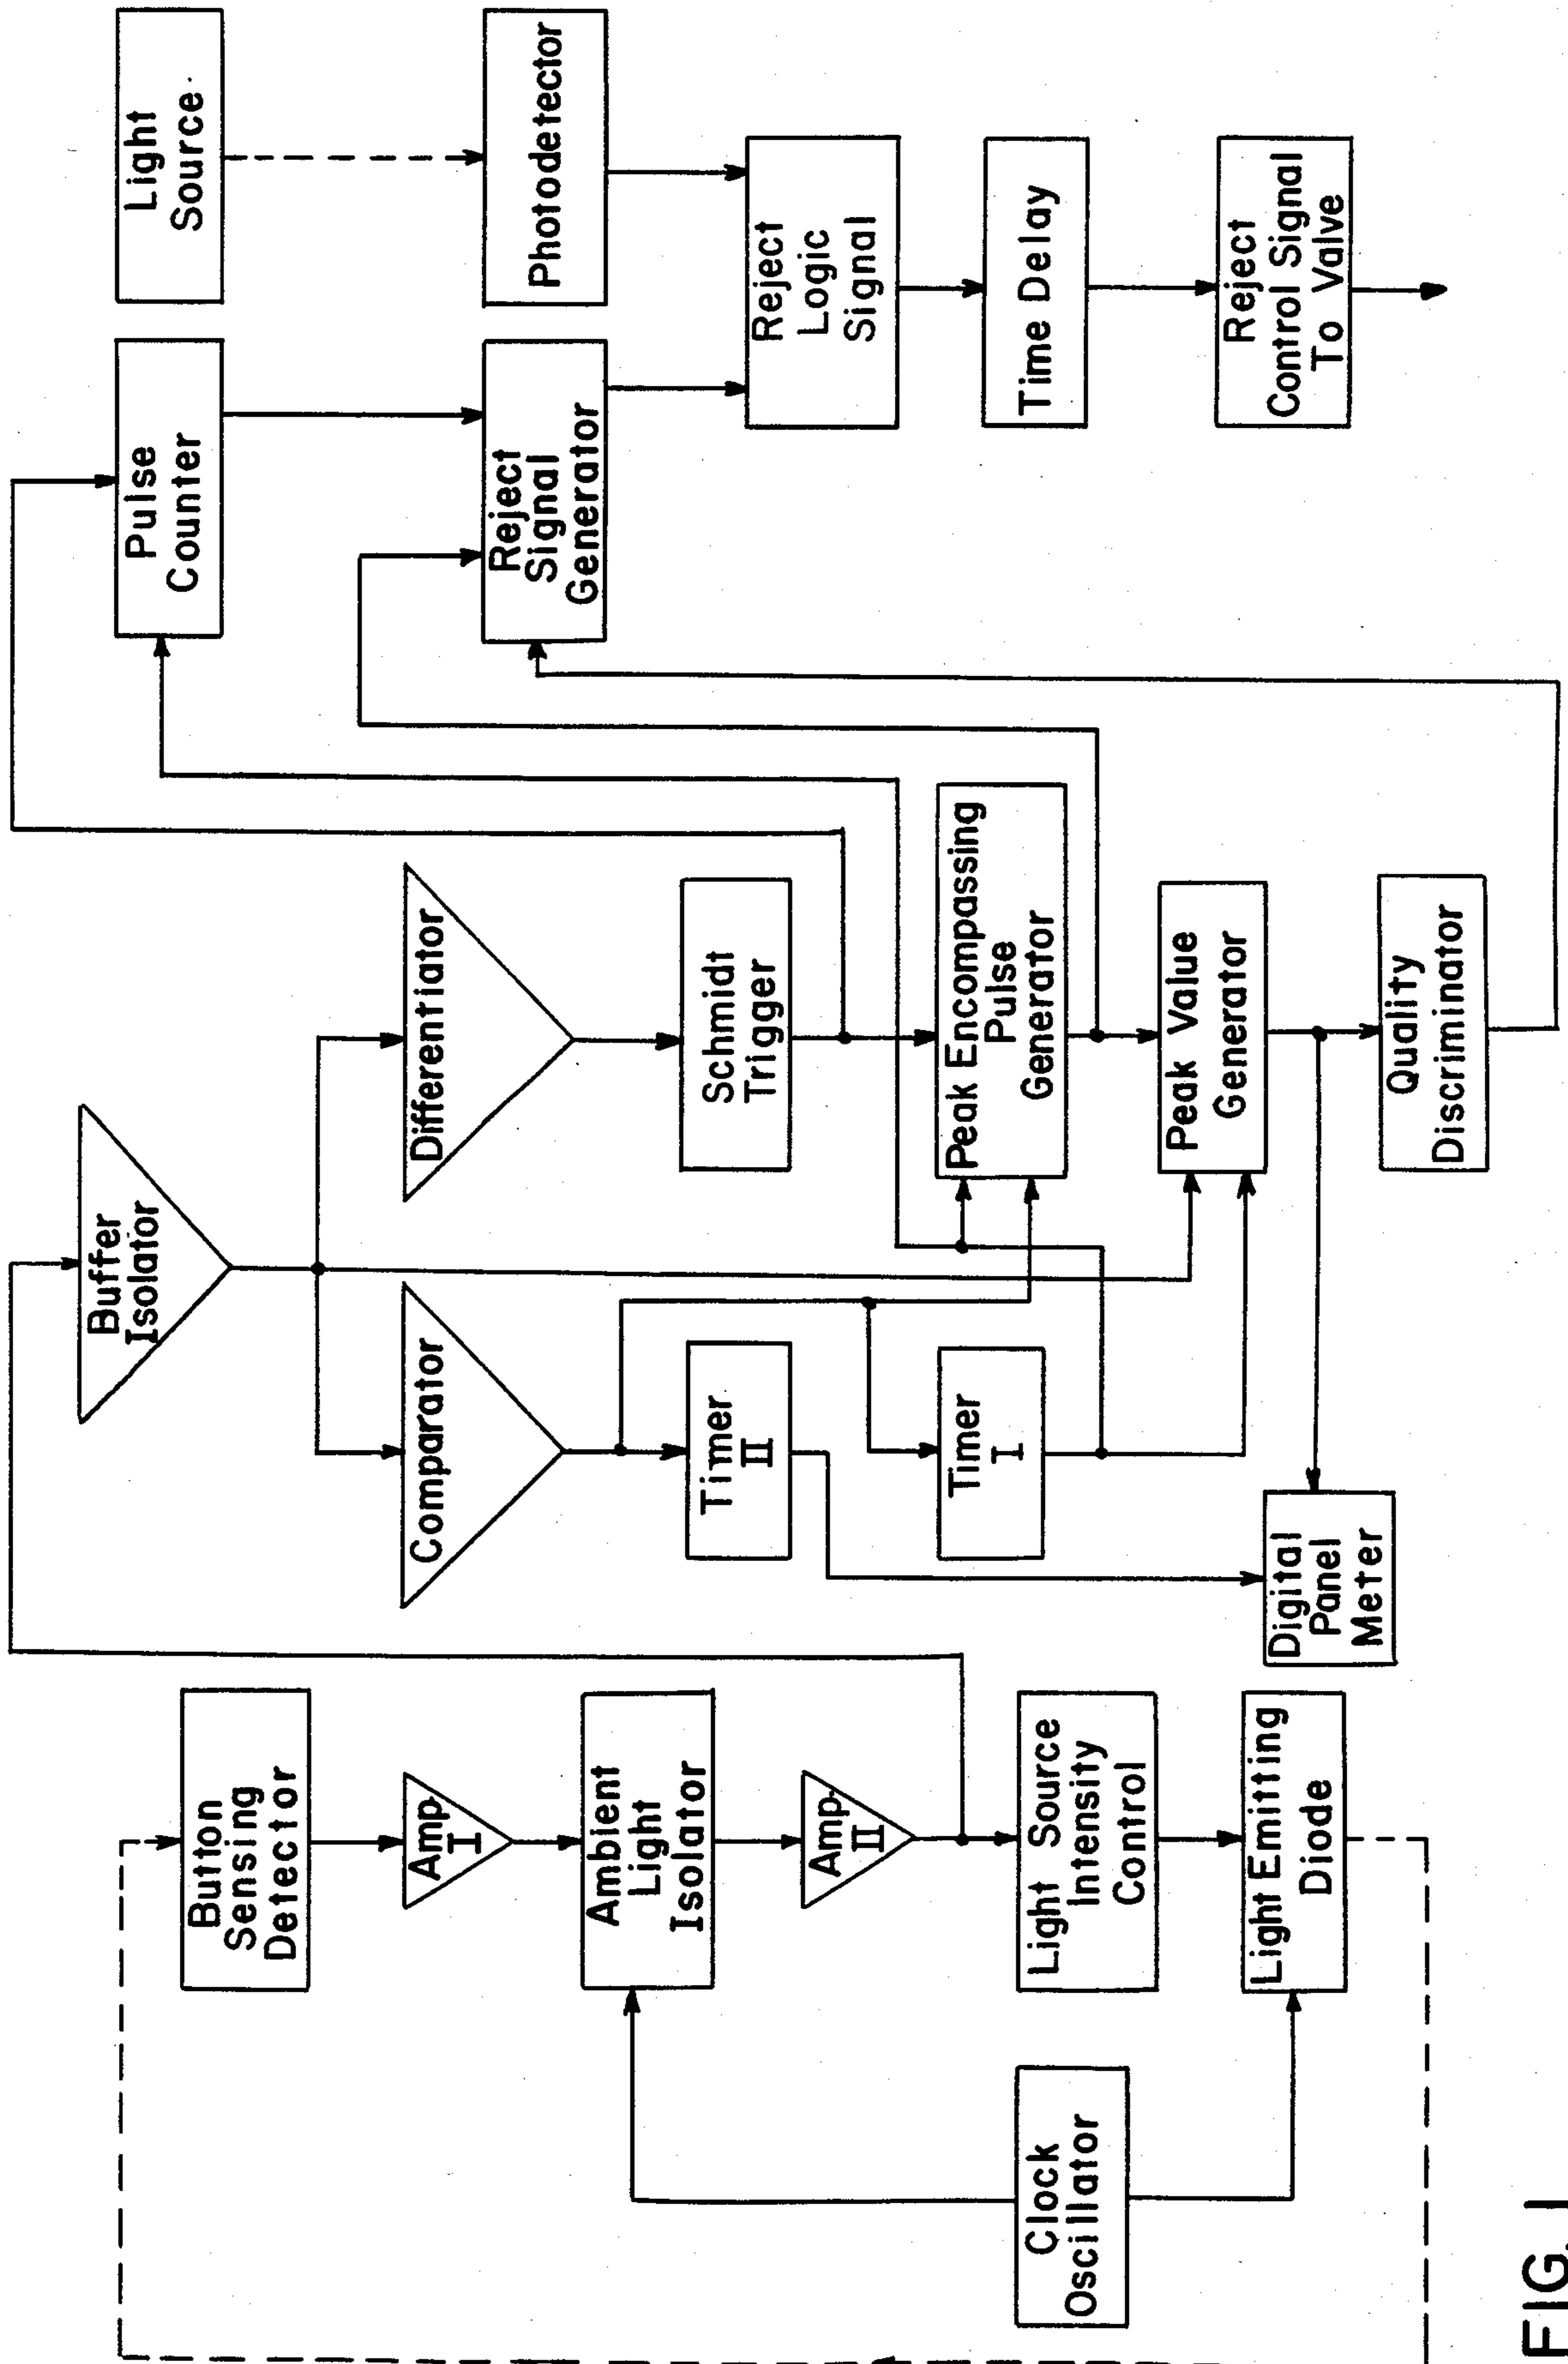 Button
Sensing
Detector
Amp.
I
Ambient
Light
Isolator
Amp.
II
Light Source
Intensity
Control
Light Emitting
Diode
Clock
Oscillator
Buffer
Isolator
Comparator
Differentiator
Timer
II
Schmidt
Trigger
Timer
I
Peak Encompassing
Pulse
Generator
Digital
Panel
Meter
Peak Value
Generator
Quality
Discriminator
Pulse
Counter
Light
Source
Reject
Signal
Generator
Photodetector
Reject
Logic
Signal
Time Delay
Reject
Control Signal
To Valve
FIG. 1